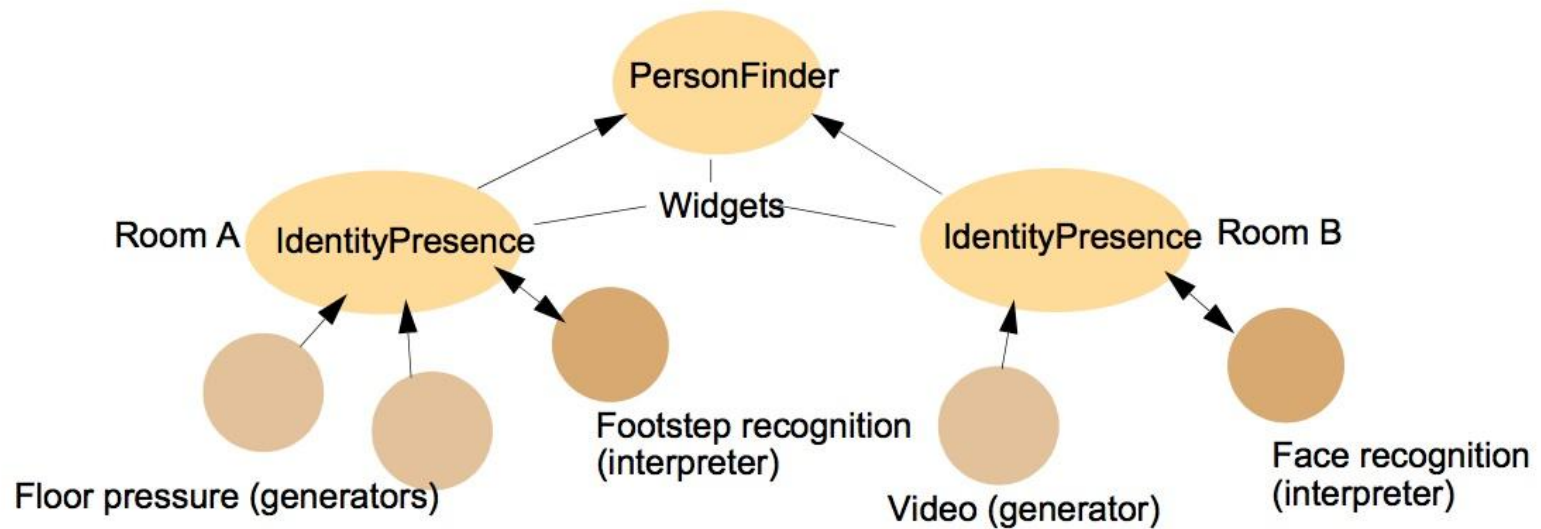 PersonFinder
Widgets
Room A
IdentityPresence
IdentityPresence
Room B
Footstep recognition
(interpreter)
Floor pressure (generators)
Face recognition
(interpreter)
Video (generator)